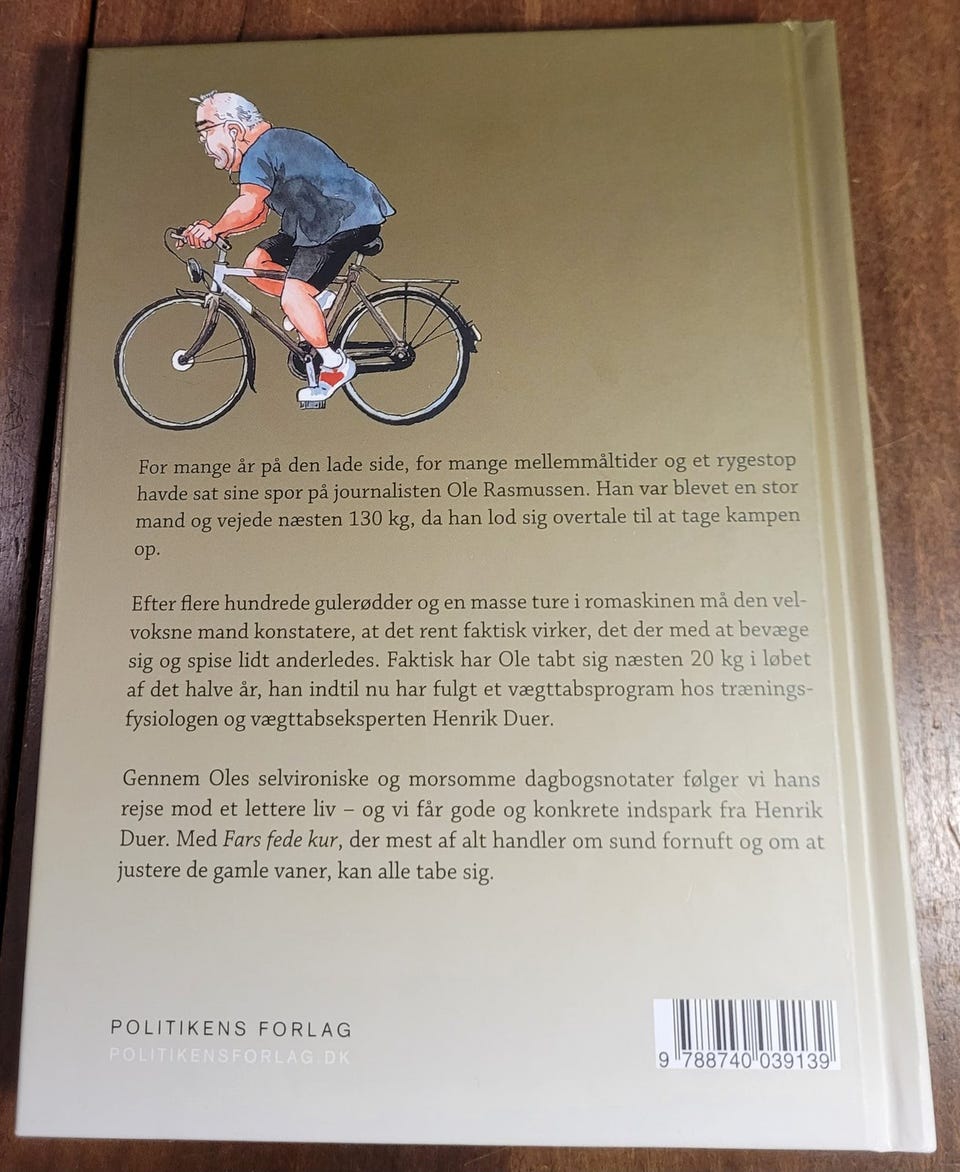 For mange år på den lade side, for mange mellemmåltider og et rygestop
havde sat sine spor på journalisten Ole Rasmussen. Han var blevet en stor
mand og vejede næsten 130 kg, da han lod sig overtale til at tage kampen
op.
Efter flere hundrede gulerødder og en masse ture i romaskinen må den vel-
voksne mand konstatere, at det rent faktisk virker, det der med at bevæge
sig og spise lidt anderledes. Faktisk har Ole tabt sig næsten 20 kg i løbet
af det halve år, han indtil nu har fulgt et vægttabsprogram hos trænings-
fysiologen og vægttabseksperten Henrik Duer.
Gennem Oles selvironiske og morsomme dagbogsnotater følger vi hans
rejse mod et lettere liv – og vi får gode og konkrete indspark fra Henrik
Duer. Med Fars fede kur, der mest af alt handler om sund fornuft og om at
justere de gamle vaner, kan alle tabe sig.
POLITIKENS FORLAG
POLITIKENSFORLAG.DK
9 788740 039139